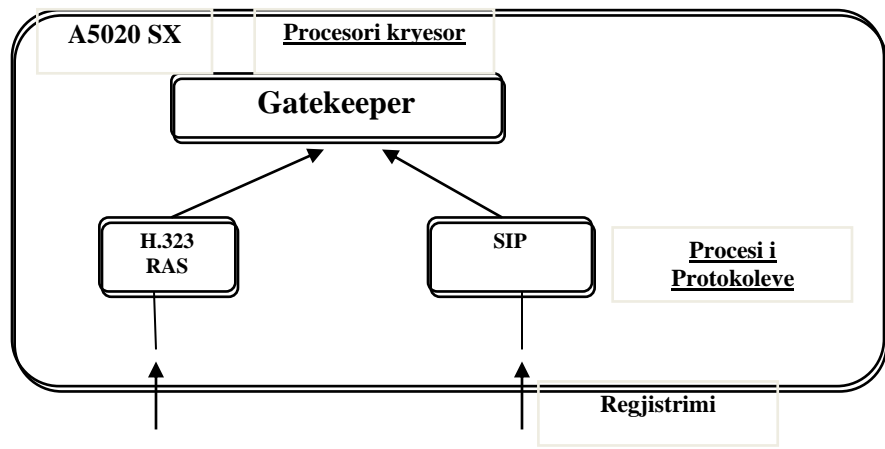 A5020 SX
Procesori kryesor
Gatekeeper
H.323
RAS
SIP
Procesi i
Protokoleve
Regjistrimi